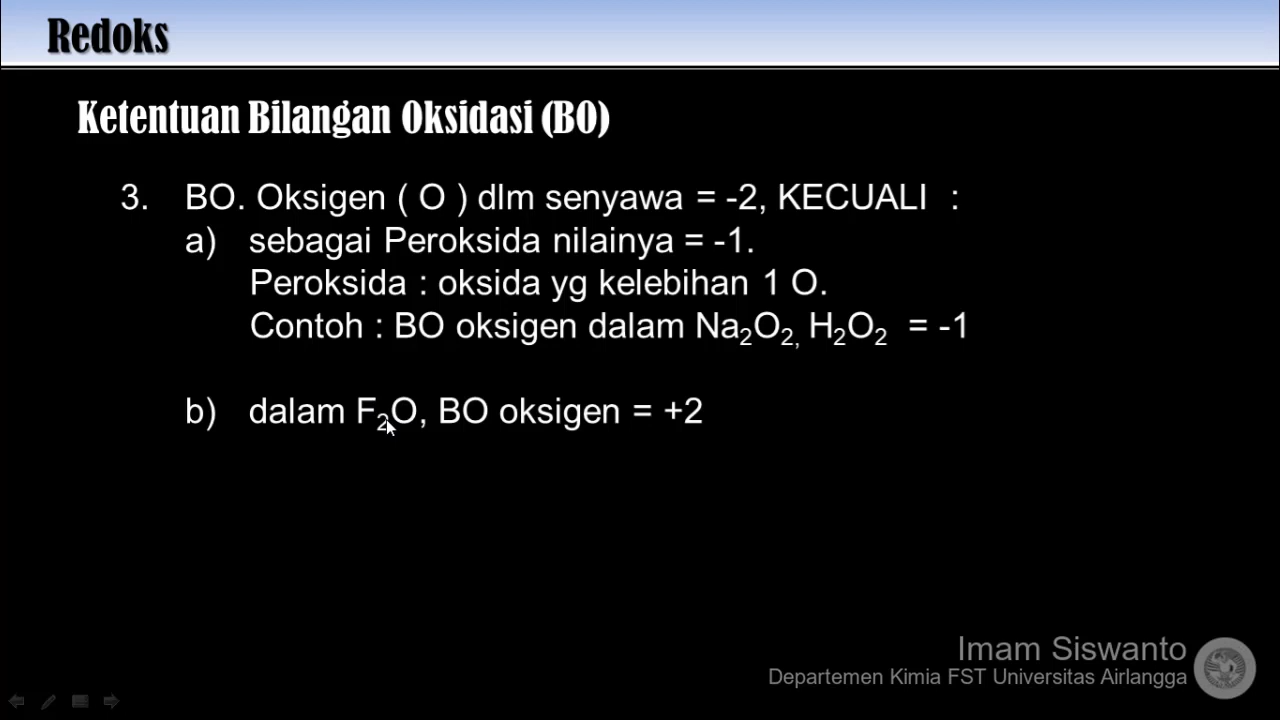 Redoks
Ketentuan Bilangan Oksidasi (BO)
3. BO. Oksigen ( O ) dlm senyawa = -2, KECUALI :
a) sebagai Peroksida nilainya = -1.
Peroksida : oksida yg kelebihan 1 O.
Contoh : BO oksigen dalam Na₂O₂, H₂O₂ = -1
b) dalam F₂O, BO oksigen = +2
Imam Siswanto
Departemen Kimia FST Universitas Airlangga